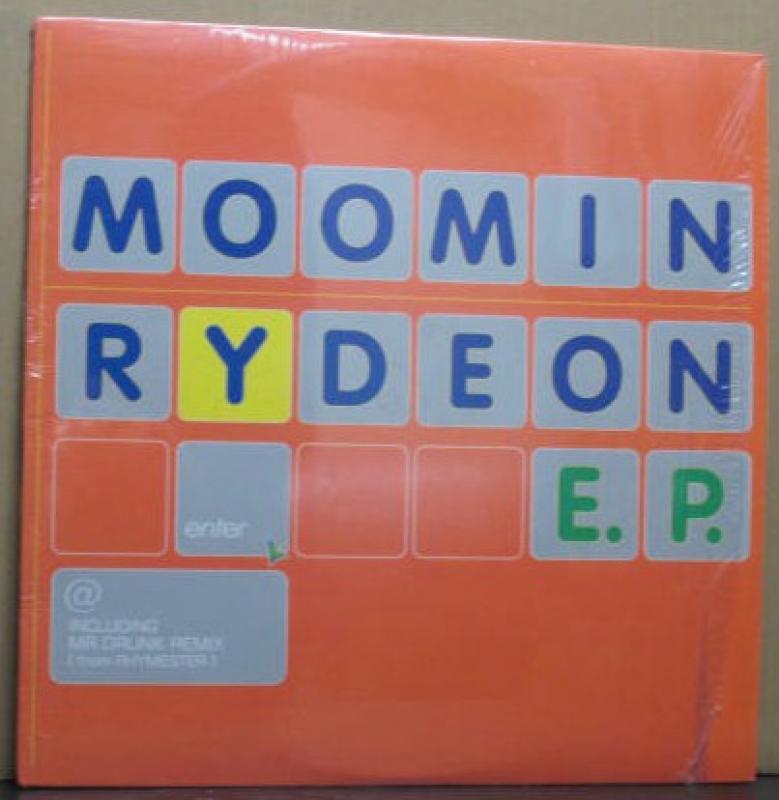 MOOMIN
RYDEON
enter E.P.
@
INCLUDING
MR.DRUNK REMIX
[ from RHYMESTER ]